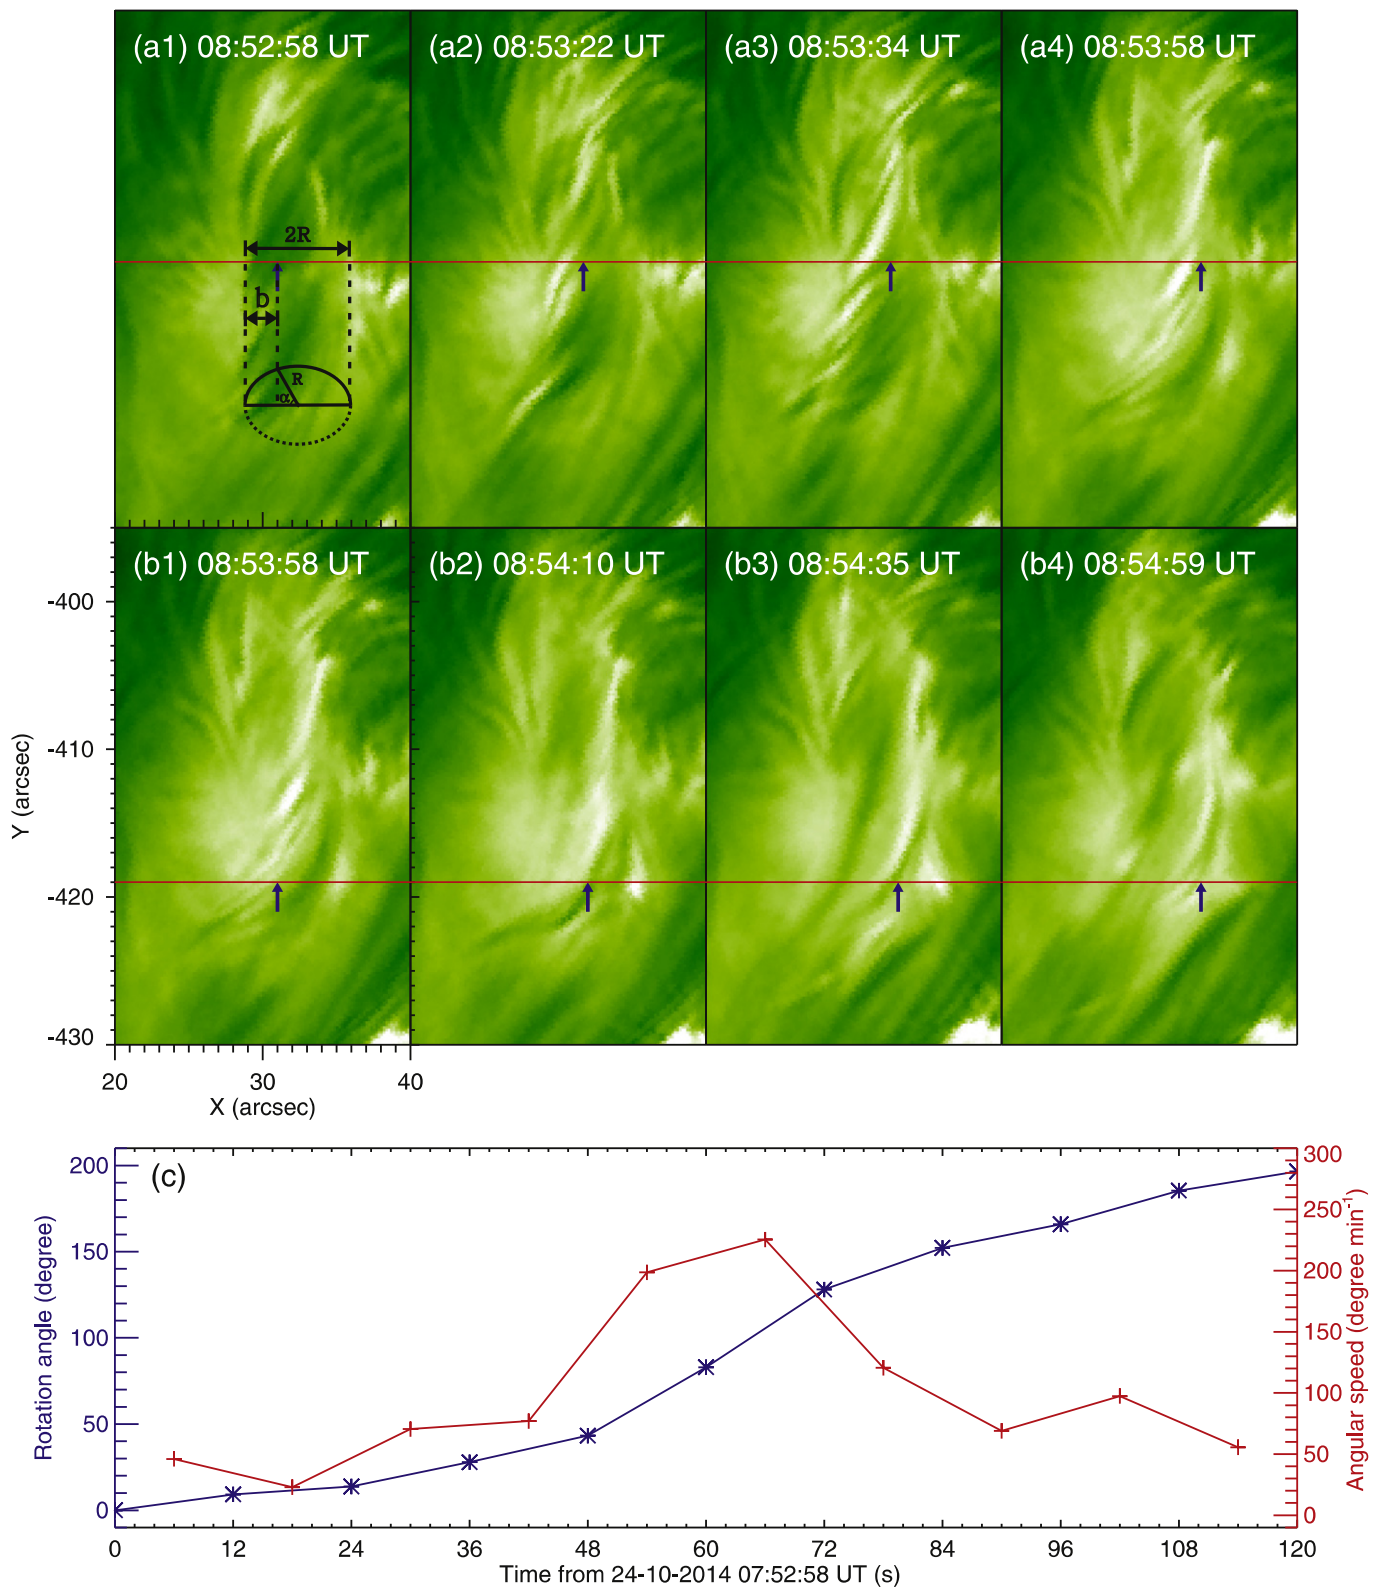 (a1) 08:52:58 UT
(a2) 08:53:22 UT
(a3) 08:53:34 UT
(a4) 08:53:58 UT
2R
b
R
α
(b1) 08:53:58 UT
(b2) 08:54:10 UT
(b3) 08:54:35 UT
(b4) 08:54:59 UT
-400
-410
-420
-430
Y (arcsec)
20 30 40
X (arcsec)
(c)
200
150
100
50
0
Rotation angle (degree)
300
250
200
150
100
50
0
Angular speed (degree min⁻¹)
0 12 24 36 48 60 72 84 96 108 120
Time from 24-10-2014 07:52:58 UT (s)